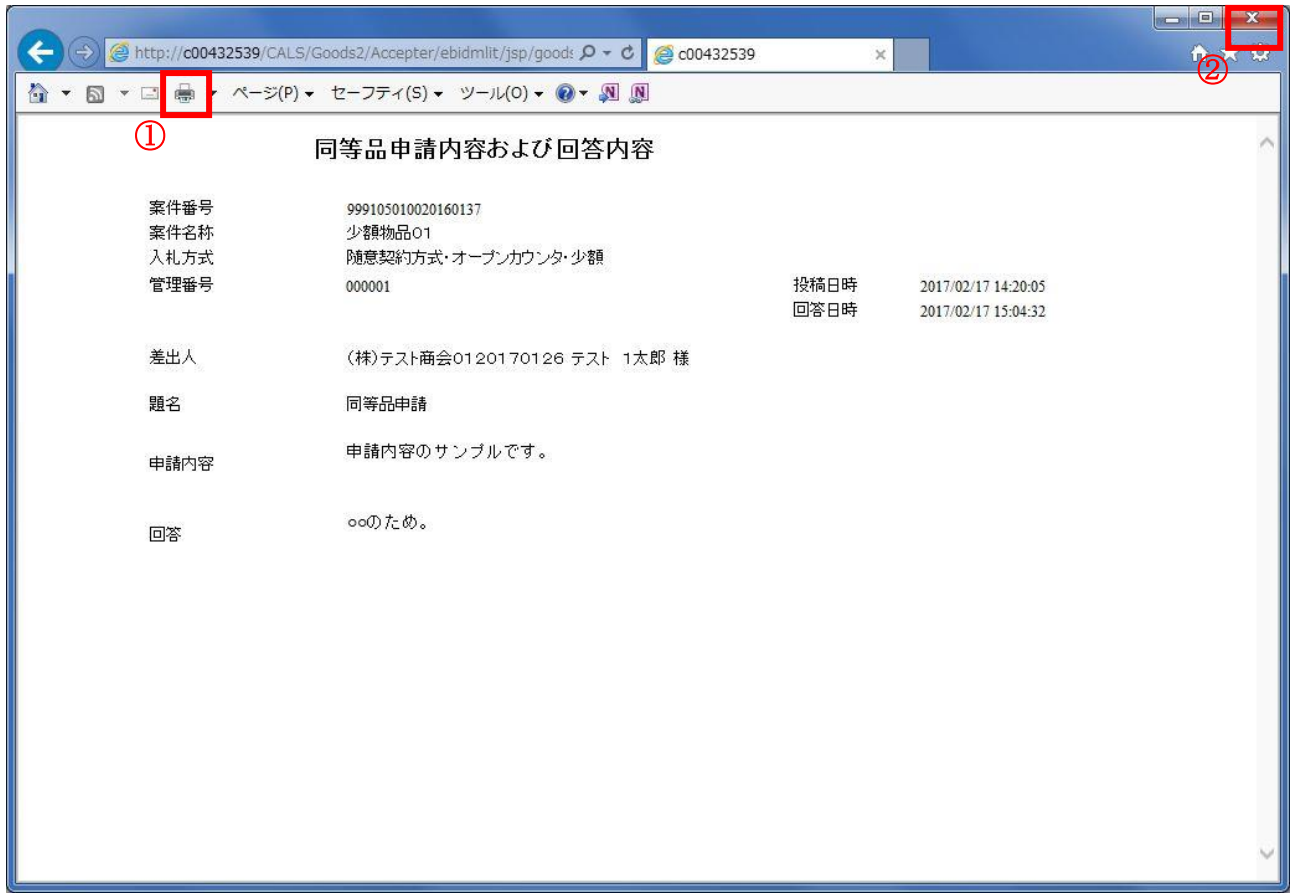 http://c00432539/CALS/Goods2/Accepter/ebidmlit/jsp/goods
c00432539
②
ページ(P) セーフティ(S) ツール(O)
①
同等品申請内容および回答内容
案件番号 999105010020160137
案件名称 少額物品01
入札方式 随意契約方式・オープンカウンタ・少額
管理番号 000001 投稿日時 2017/02/17 14:20:05
回答日時 2017/02/17 15:04:32
差出人 (株)テスト商会0120170126 テスト 1太郎 様
題名 同等品申請
申請内容 申請内容のサンプルです。
回答 ○○のため。